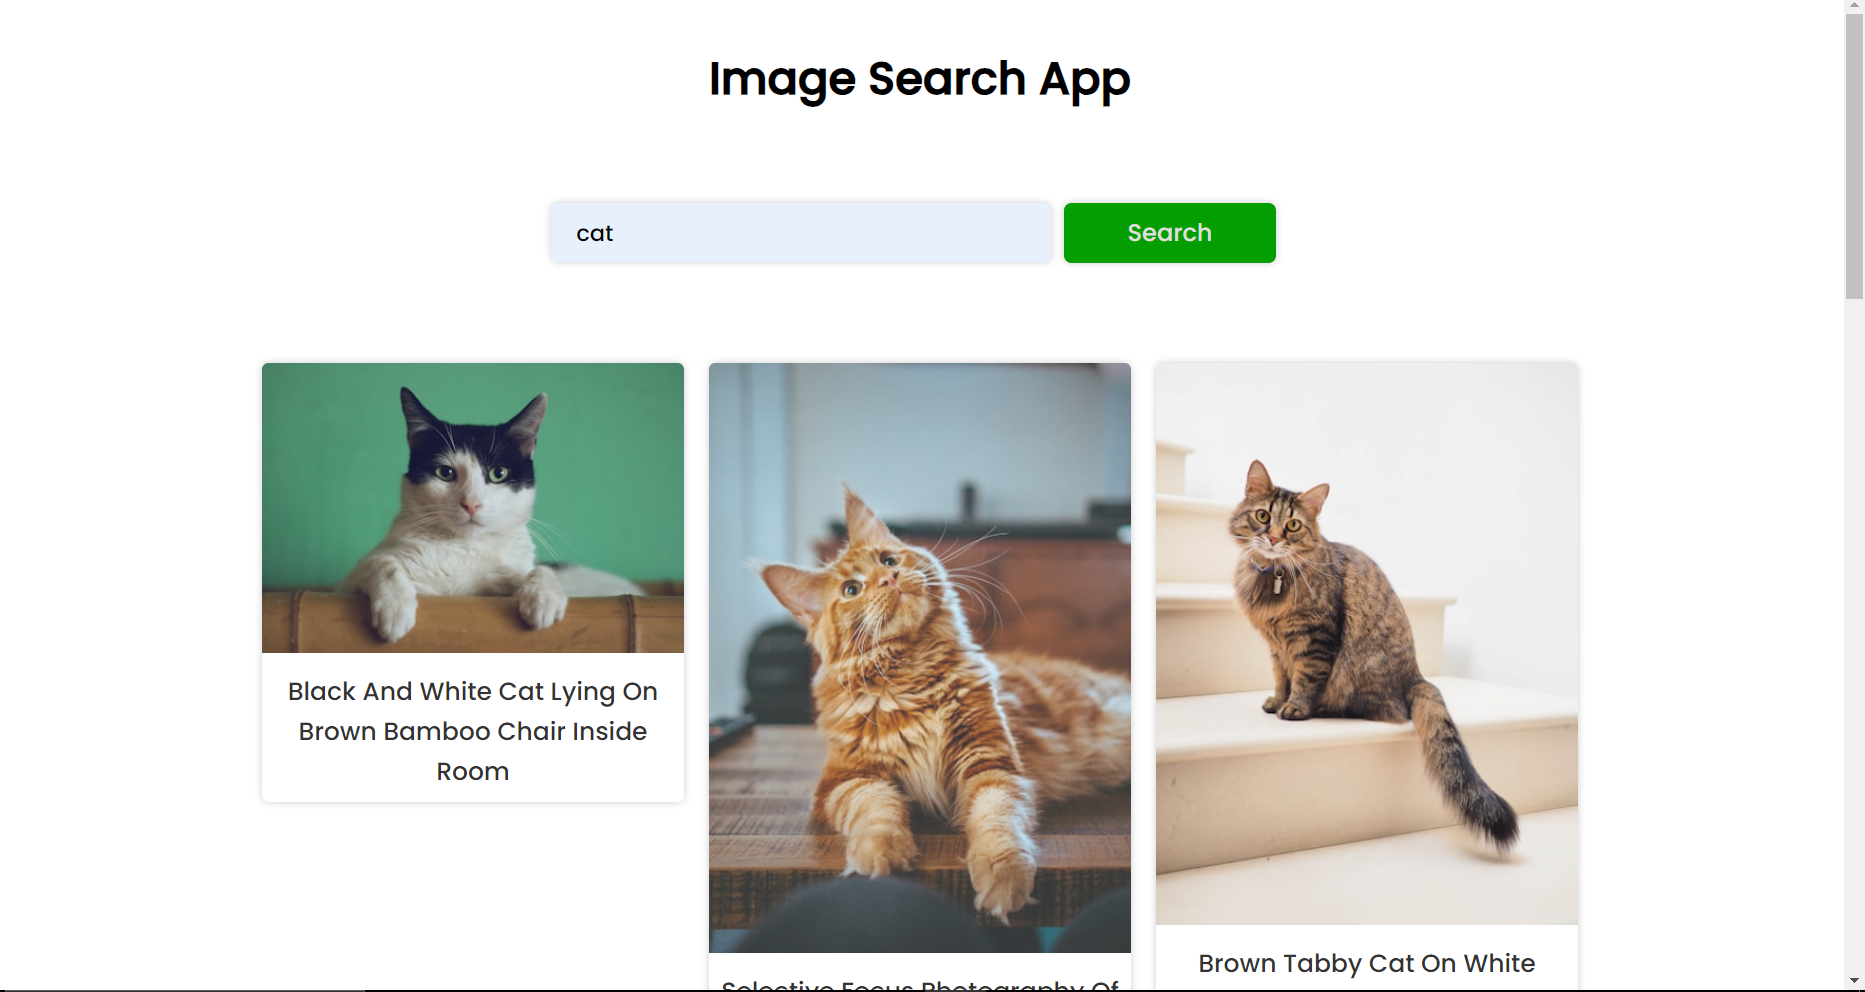 Image Search App
cat
Search
Black And White Cat Lying On
Brown Bamboo Chair Inside
Room
Selective Focus Photography Of
Brown Tabby Cat On White